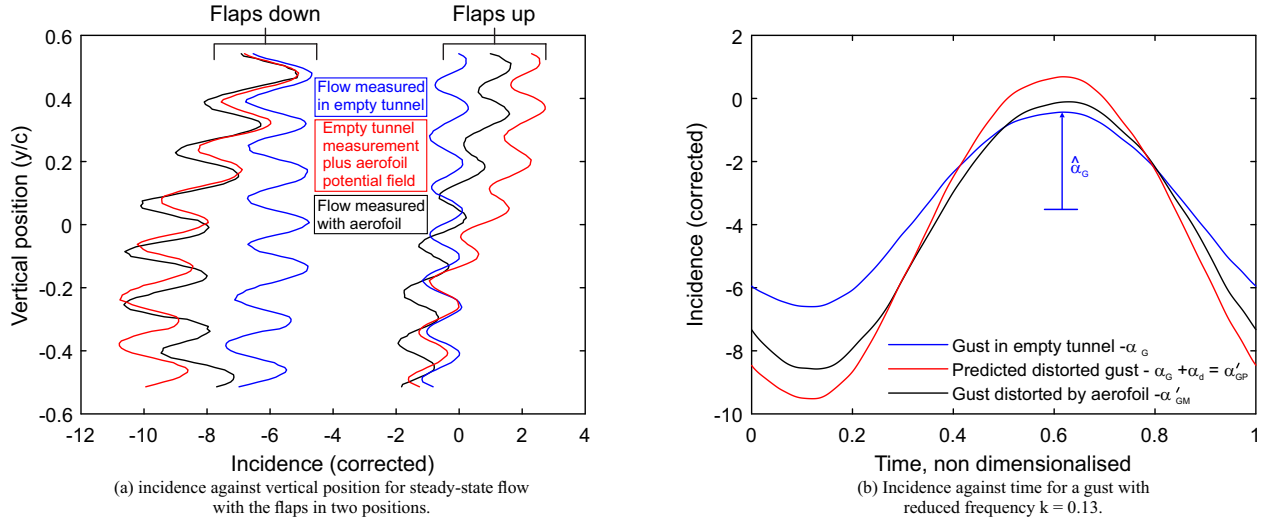 Flaps down
Flaps up
0.6
0.4
0.2
0
-0.2
-0.4
-0.6
Vertical position (y/c)
Flow measured
in empty tunnel
Empty tunnel
measurement
plus aerofoil
potential field
Flow measured
with aerofoil
-12
-10
-8
-6
-4
-2
0
2
4
Incidence (corrected)
(a) incidence against vertical position for steady-state flow
with the flaps in two positions.
2
0
-2
-4
-6
-8
-10
Incidence (corrected)
α̂G
Gust in empty tunnel -αG
Predicted distorted gust - αG +αd = α′GP
Gust distorted by aerofoil -α′GM
0
0.2
0.4
0.6
0.8
1
Time, non dimensionalised
(b) Incidence against time for a gust with
reduced frequency k = 0.13.